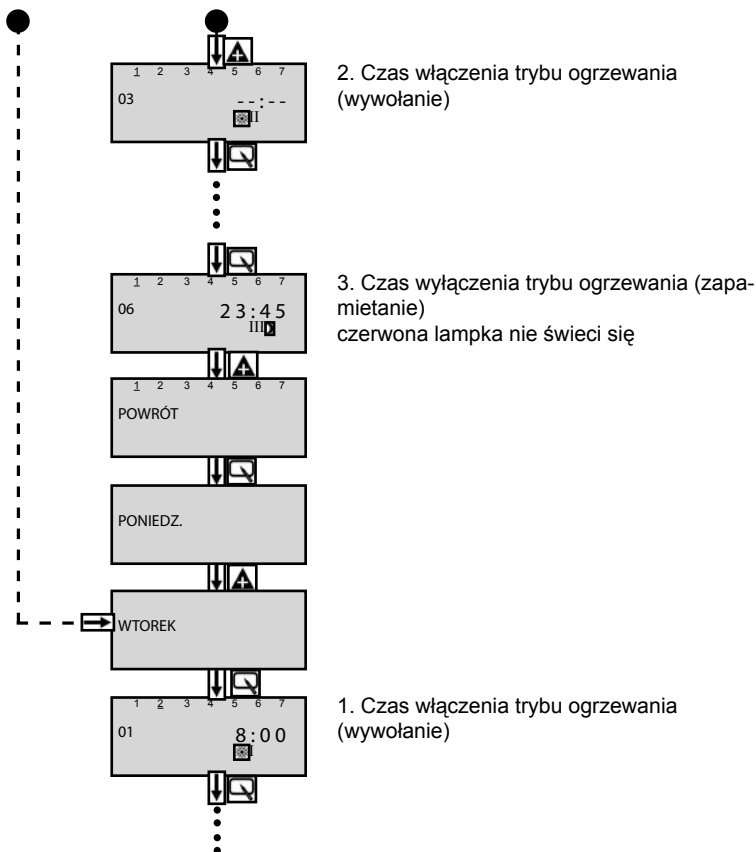 1 2 3 4 5 6 7
03 --:--
II
2. Czas włączenia trybu ogrzewania
(wywołanie)
1 2 3 4 5 6 7
06 23:45
III
3. Czas wyłączenia trybu ogrzewania (zapa-
mietanie)
czerwona lampka nie świeci się
1 2 3 4 5 6 7
POWRÓT
PONIEDZ.
WTOREK
1 2 3 4 5 6 7
01 8:00
I
1. Czas włączenia trybu ogrzewania
(wywołanie)